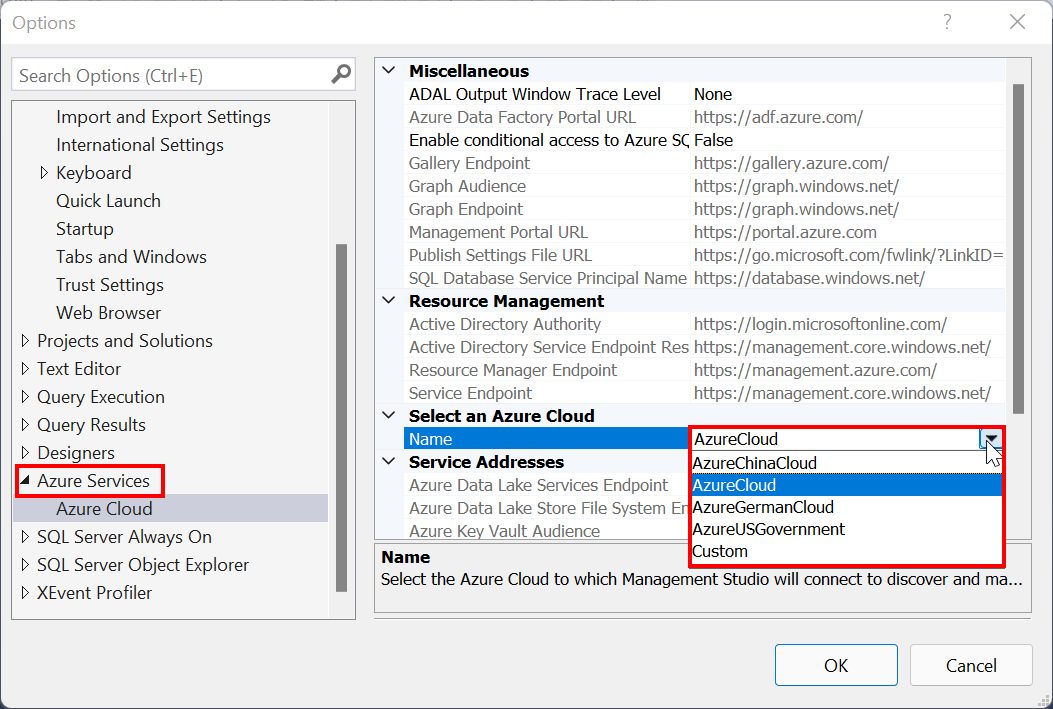 Options
?
Search Options (Ctrl+E)
Import and Export Settings
International Settings
Keyboard
Quick Launch
Startup
Tabs and Windows
Trust Settings
Web Browser
Projects and Solutions
Text Editor
Query Execution
Query Results
Designers
Azure Services
Azure Cloud
SQL Server Always On
SQL Server Object Explorer
XEvent Profiler
Miscellaneous
ADAL Output Window Trace Level None
Azure Data Factory Portal URL https://adf.azure.com/
Enable conditional access to Azure SQ False
Gallery Endpoint https://gallery.azure.com/
Graph Audience https://graph.windows.net/
Graph Endpoint https://graph.windows.net/
Management Portal URL https://portal.azure.com
Publish Settings File URL https://go.microsoft.com/fwlink/?LinkID=
SQL Database Service Principal Name https://database.windows.net/
Resource Management
Active Directory Authority https://login.microsoftonline.com/
Active Directory Service Endpoint Res https://management.core.windows.net/
Resource Manager Endpoint https://management.azure.com/
Service Endpoint https://management.core.windows.net/
Select an Azure Cloud
Name AzureCloud
Service Addresses
Azure Data Lake Services Endpoint
Azure Data Lake Store File System En
Azure Key Vault Audience
AzureChinaCloud
AzureCloud
AzureGermanCloud
AzureUSGovernment
Custom
Name
Select the Azure Cloud to which Management Studio will connect to discover and ma...
OK
Cancel